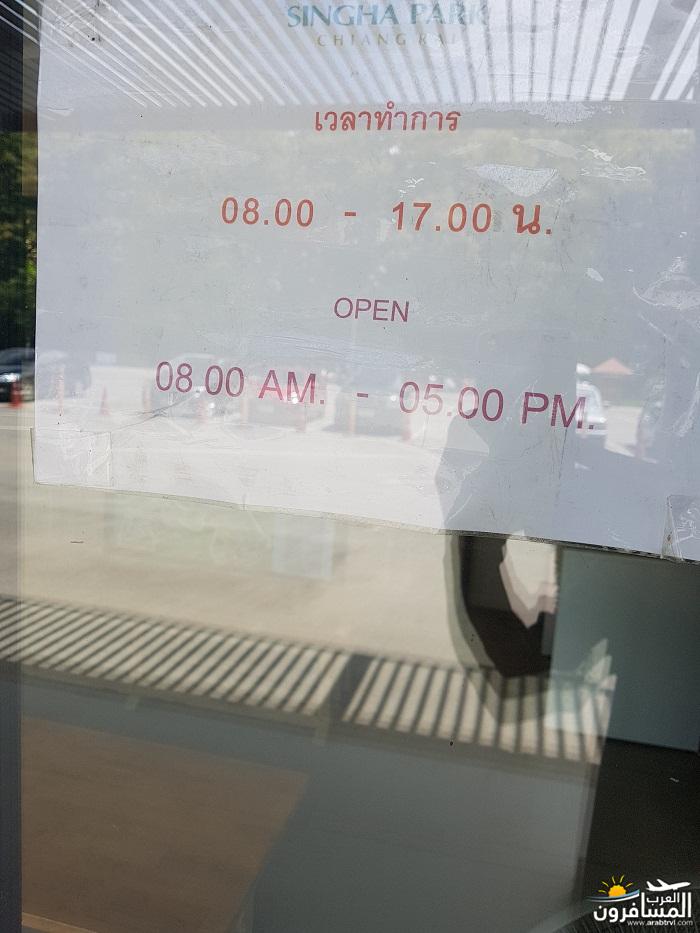 SINGHA PARK
CHIANG RAI
เวลาทำการ
08.00 - 17.00 น.
OPEN
08 00 AM. - 05.00 PM.
العرب
المسافرون
www.arabtrvl.com